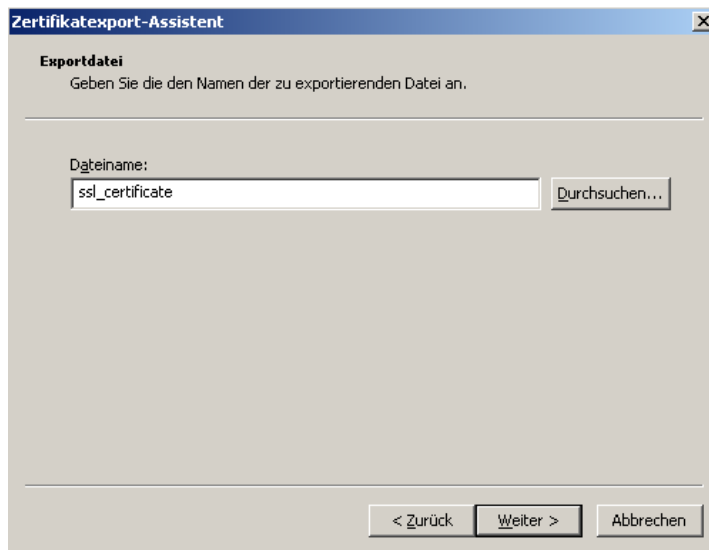 Zertifikatexport-Assistent
Exportdatei
Geben Sie die den Namen der zu exportierenden Datei an.
Dateiname:
ssl_certificate
Durchsuchen...
< Zurück
Weiter >
Abbrechen